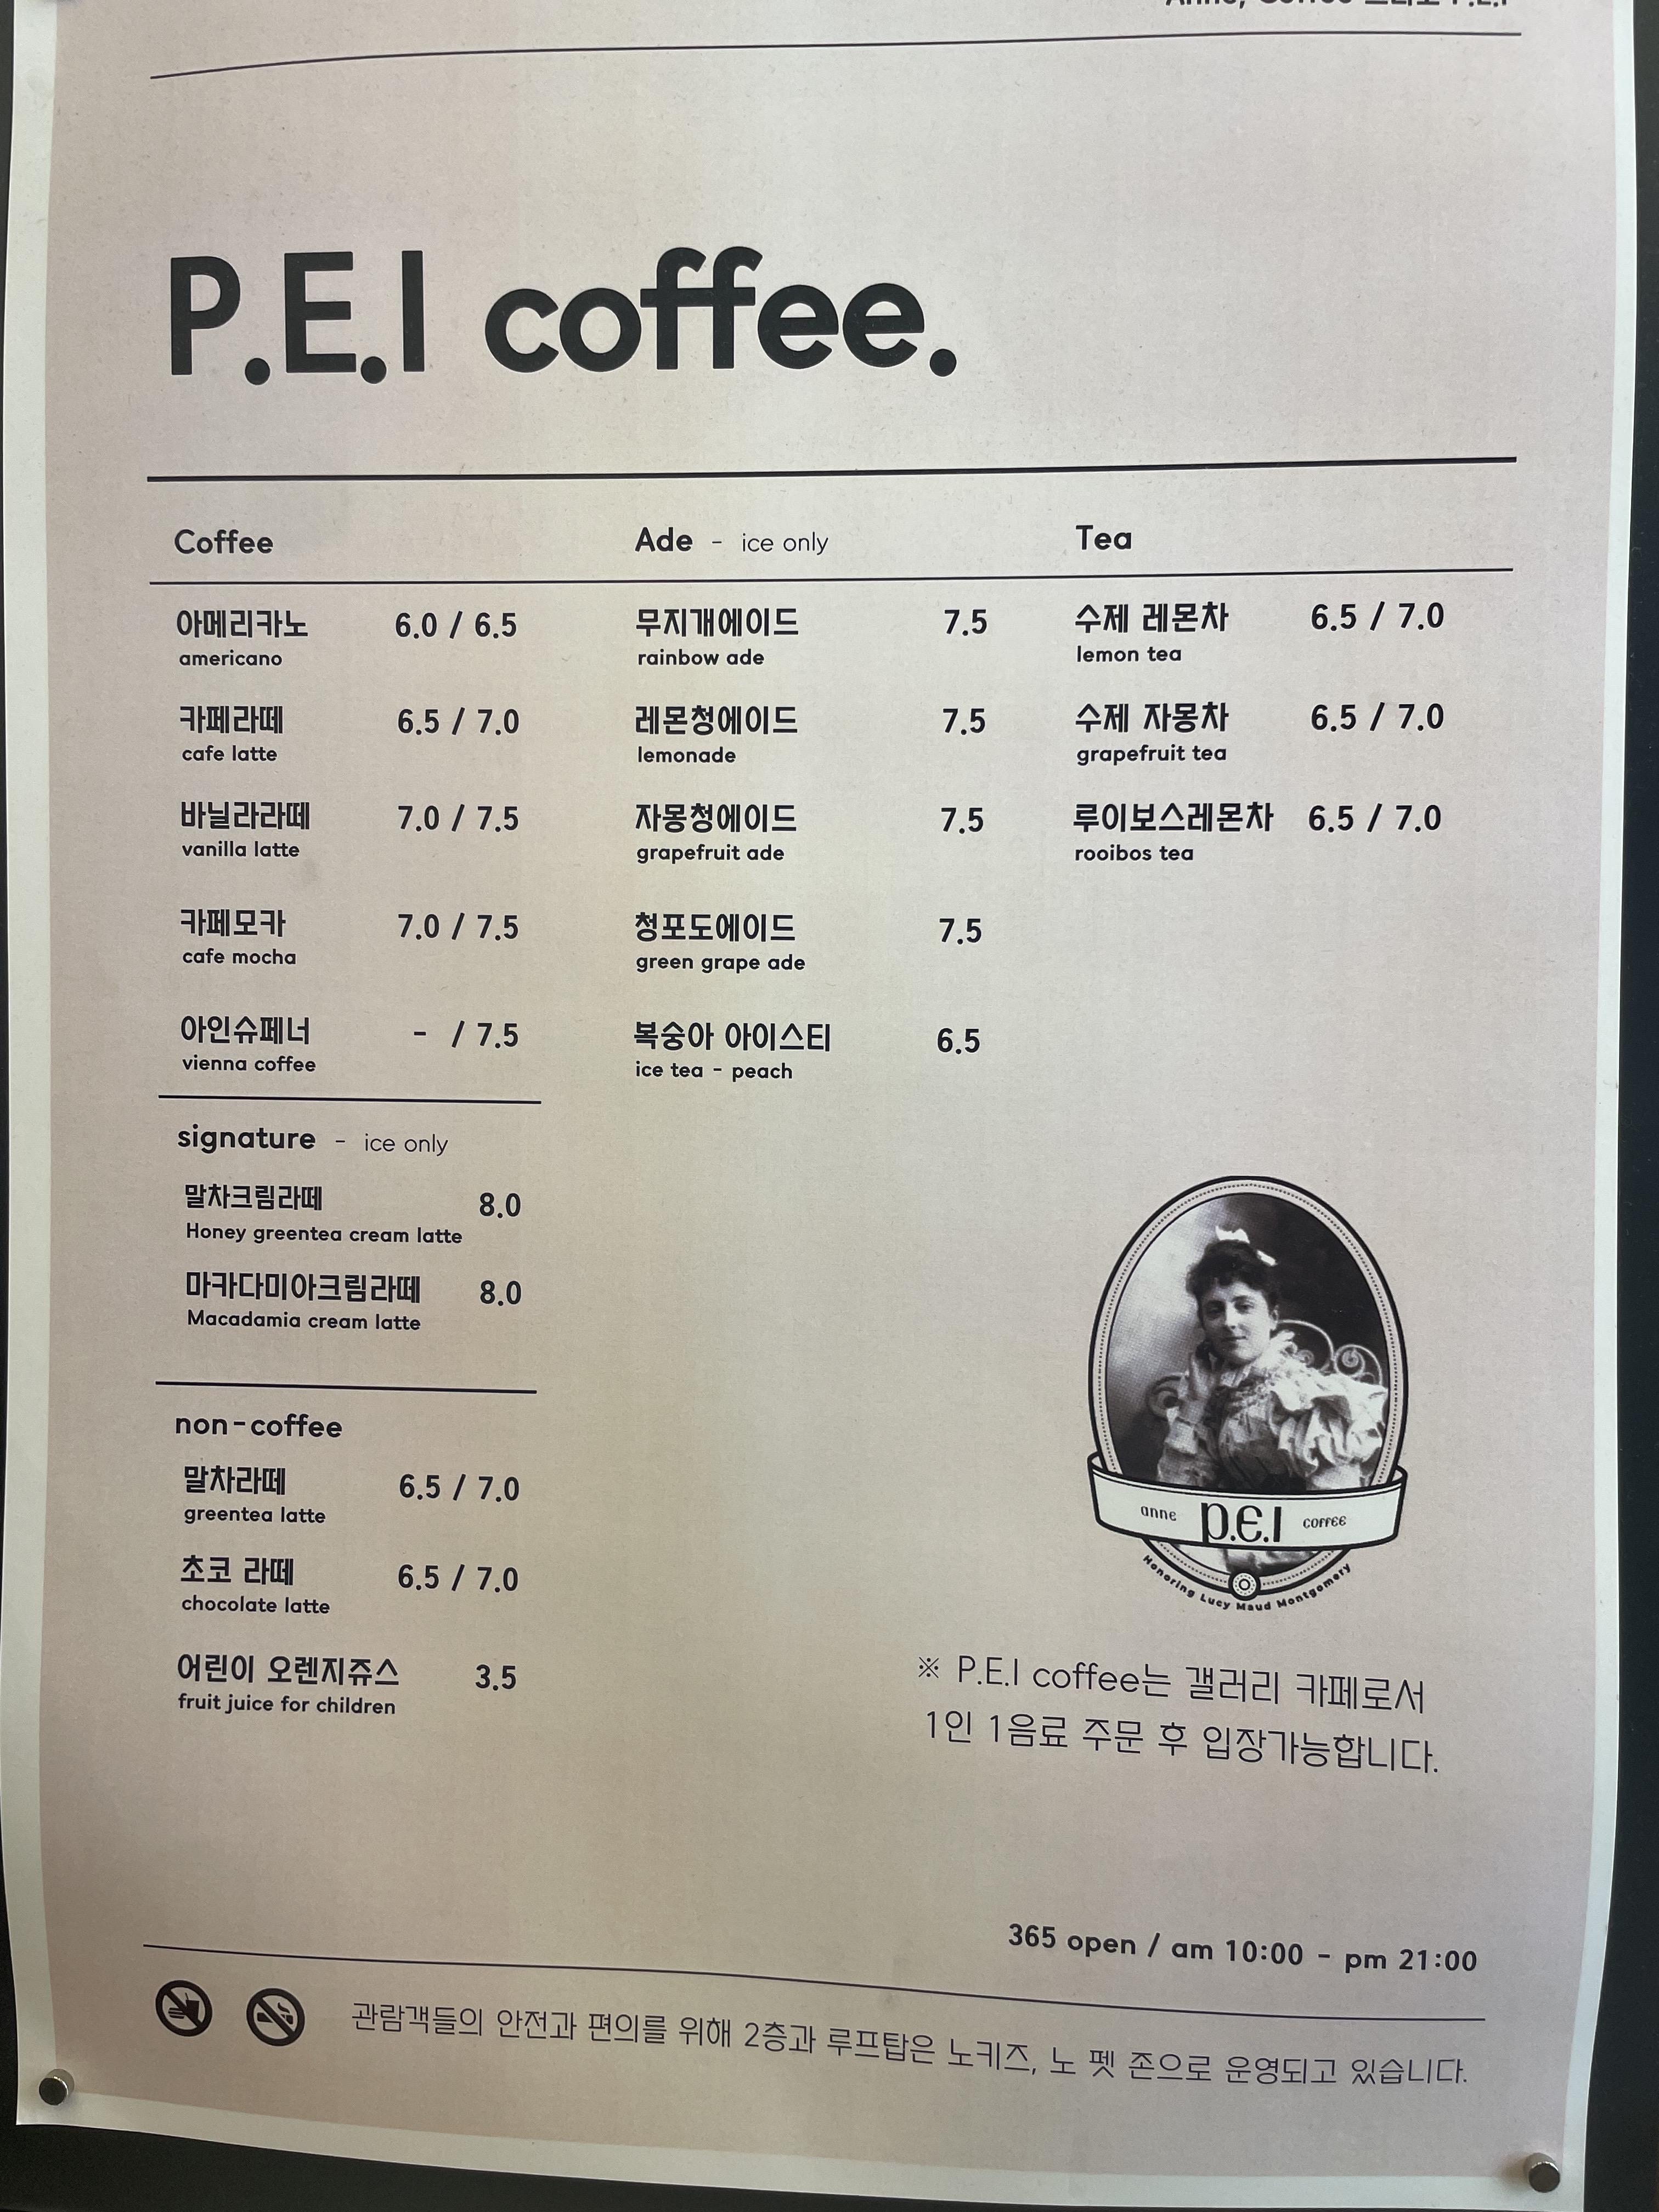 Anne, Coffee 그리고 P.E.I
P.E.I coffee.
Coffee
아메리카노 6.0 / 6.5
americano
카페라떼 6.5 / 7.0
cafe latte
바닐라라떼 7.0 / 7.5
vanilla latte
카페모카 7.0 / 7.5
cafe mocha
아인슈페너 - / 7.5
vienna coffee
signature - ice only
말차크림라떼 8.0
Honey greentea cream latte
마카다미아크림라떼 8.0
Macadamia cream latte
non-coffee
말차라떼 6.5 / 7.0
greentea latte
초코 라떼 6.5 / 7.0
chocolate latte
어린이 오렌지쥬스 3.5
fruit juice for children
Ade - ice only
무지개에이드 7.5
rainbow ade
레몬청에이드 7.5
lemonade
자몽청에이드 7.5
grapefruit ade
청포도에이드 7.5
green grape ade
복숭아 아이스티 6.5
ice tea - peach
Tea
수제 레몬차 6.5 / 7.0
lemon tea
수제 자몽차 6.5 / 7.0
grapefruit tea
루이보스레몬차 6.5 / 7.0
rooibos tea
anne P.E.I COFFEE
Honoring Lucy Maud Montgomery
※ P.E.I coffee는 갤러리 카페로서
1인 1음료 주문 후 입장가능합니다.
365 open / am 10:00 - pm 21:00
관람객들의 안전과 편의를 위해 2층과 루프탑은 노키즈, 노 펫 존으로 운영되고 있습니다.